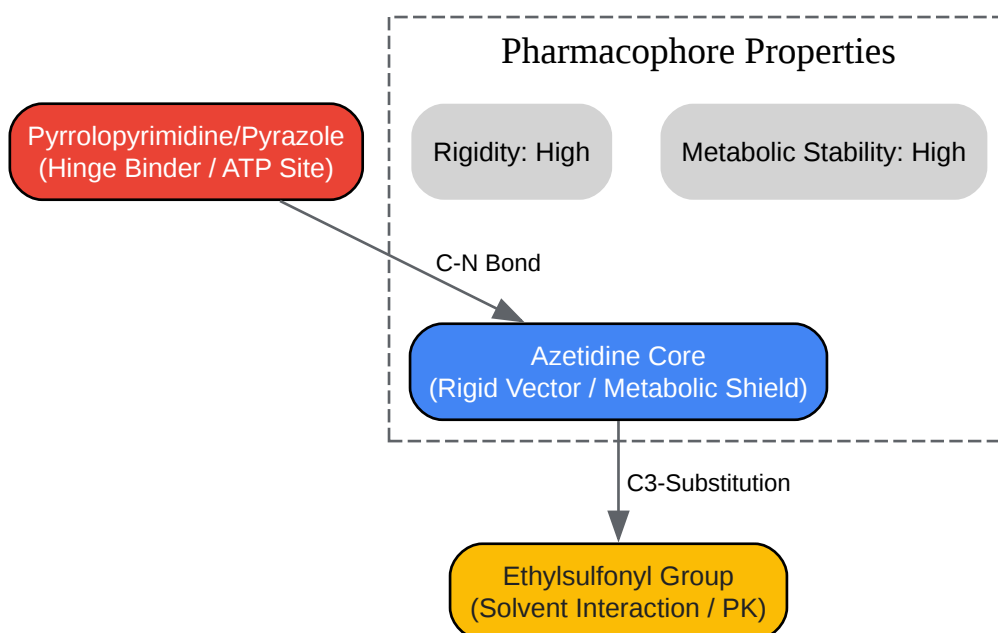 Pharmacophore Properties
Pyrrolopyrimidine/Pyrazole
(Hinge Binder / ATP Site)
Rigidity: High
Metabolic Stability: High
C-N Bond
Azetidine Core
(Rigid Vector / Metabolic Shield)
C3-Substitution
Ethylsulfonyl Group
(Solvent Interaction / PK)